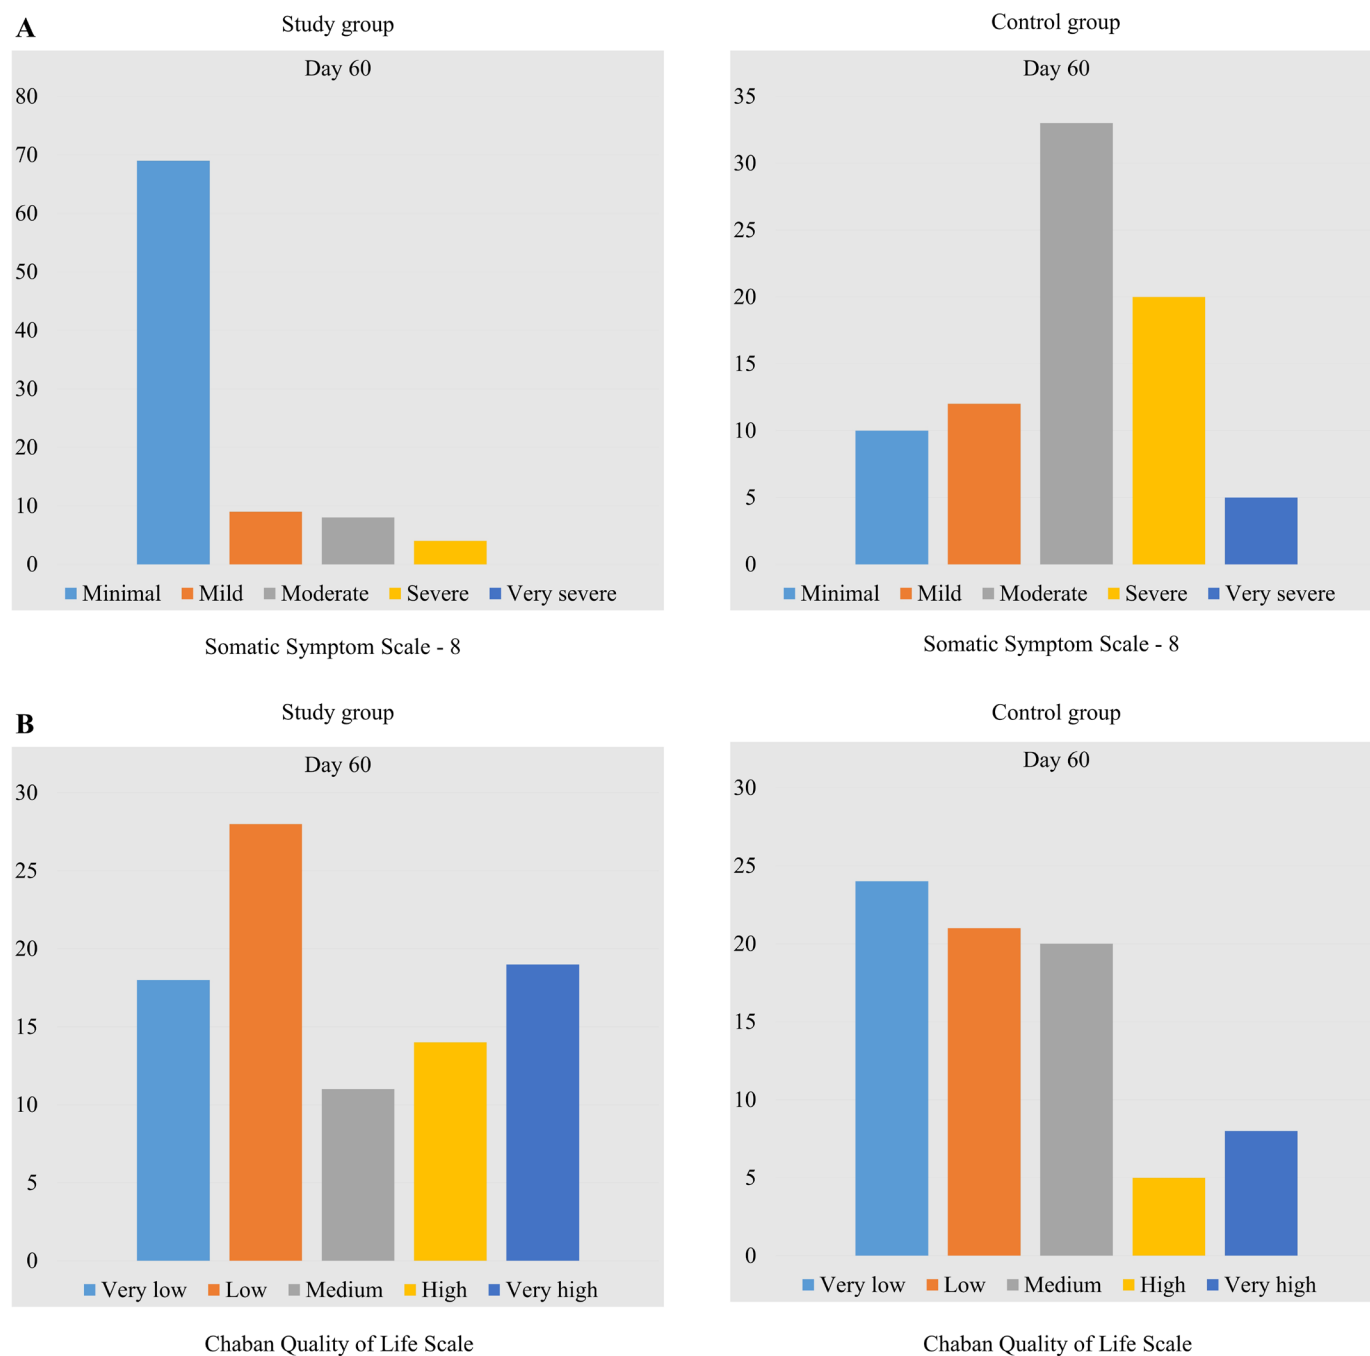 A
Study group
Day 60
80
70
60
50
40
30
20
10
0
Minimal Mild Moderate Severe Very severe
Somatic Symptom Scale - 8
Control group
Day 60
35
30
25
20
15
10
5
0
Minimal Mild Moderate Severe Very severe
Somatic Symptom Scale - 8
B
Study group
Day 60
30
25
20
15
10
5
0
Very low Low Medium High Very high
Chaban Quality of Life Scale
Control group
Day 60
30
25
20
15
10
5
0
Very low Low Medium High Very high
Chaban Quality of Life Scale